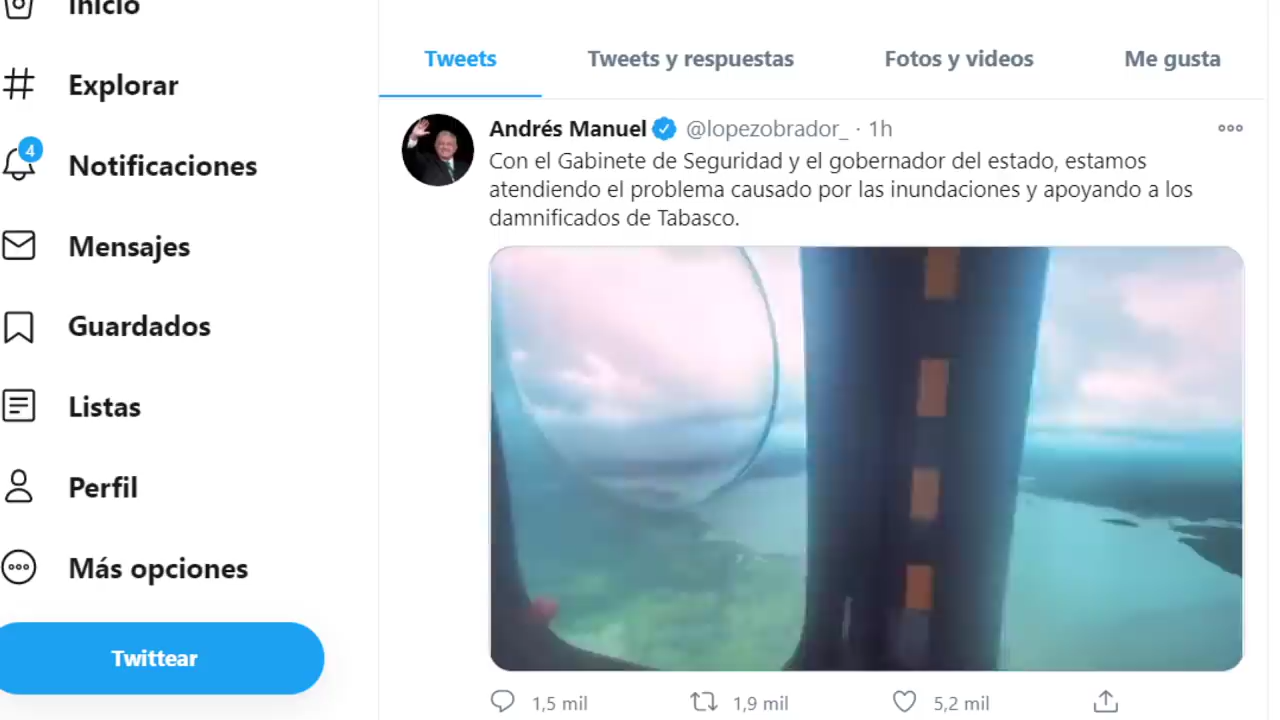 Inicio
Explorar
4
Notificaciones
Mensajes
Guardados
Listas
Perfil
Más opciones
Twittear
Tweets
Tweets y respuestas
Fotos y videos
Me gusta
Andrés Manuel @lopezobrador_ · 1h
Con el Gabinete de Seguridad y el gobernador del estado, estamos
atendiendo el problema causado por las inundaciones y apoyando a los
damnificados de Tabasco.
1,5 mil
1,9 mil
5,2 mil